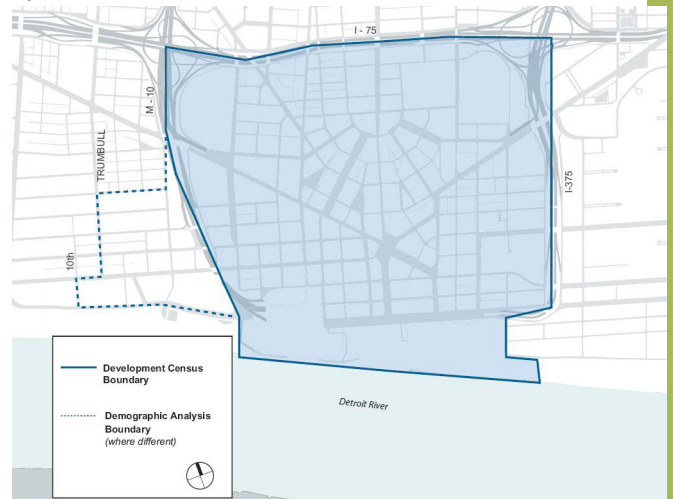 I - 75
M - 10
TRUMBULL
I-375
10th
Development Census
Boundary
Detroit River
Demographic Analysis
Boundary
(where different)